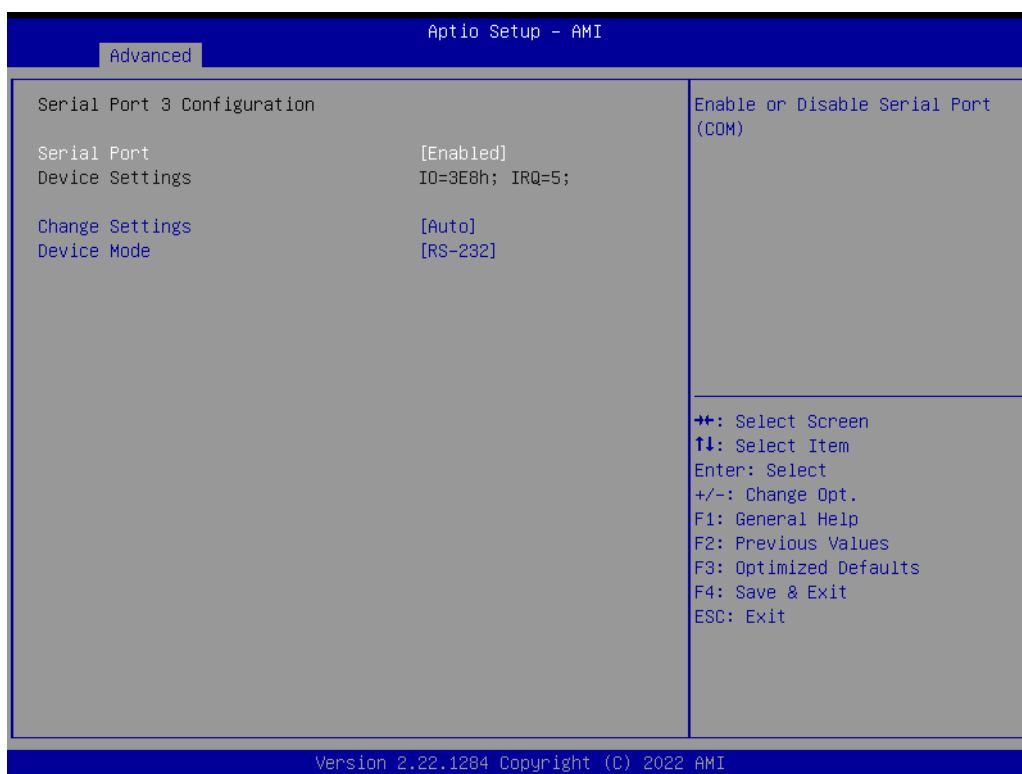 Aptio Setup – AMI
Advanced
Serial Port 3 Configuration
Serial Port [Enabled]
Device Settings IO=3E8h; IRQ=5;
Change Settings [Auto]
Device Mode [RS-232]
Enable or Disable Serial Port
(COM)
→←: Select Screen
↑↓: Select Item
Enter: Select
+/-: Change Opt.
F1: General Help
F2: Previous Values
F3: Optimized Defaults
F4: Save & Exit
ESC: Exit
Version 2.22.1284 Copyright (C) 2022 AMI